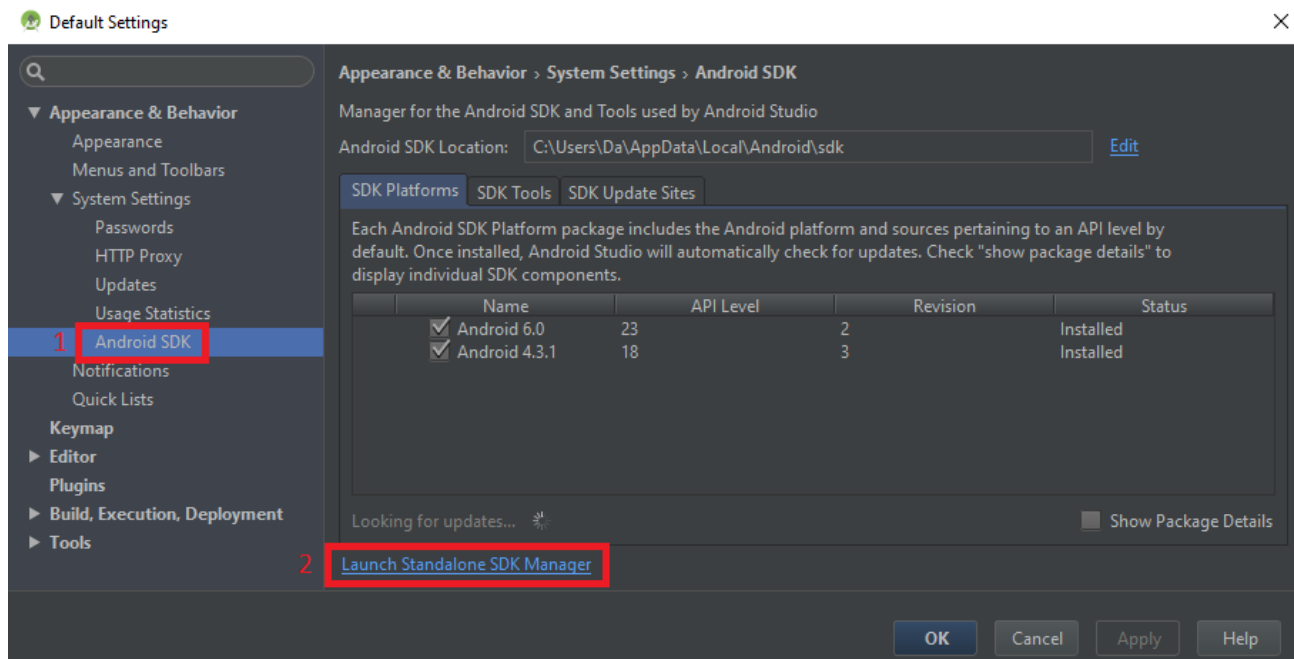 Default Settings
Appearance & Behavior
Appearance
Menus and Toolbars
System Settings
Passwords
HTTP Proxy
Updates
Usage Statistics
1 Android SDK
Notifications
Quick Lists
Keymap
Editor
Plugins
Build, Execution, Deployment
Tools
Appearance & Behavior › System Settings › Android SDK
Manager for the Android SDK and Tools used by Android Studio
Android SDK Location: C:\Users\Da\AppData\Local\Android\sdk Edit
SDK Platforms SDK Tools SDK Update Sites
Each Android SDK Platform package includes the Android platform and sources pertaining to an API level by
default. Once installed, Android Studio will automatically check for updates. Check "show package details" to
display individual SDK components.
Name API Level Revision Status
Android 6.0 23 2 Installed
Android 4.3.1 18 3 Installed
Looking for updates... Show Package Details
2 Launch Standalone SDK Manager
OK Cancel Apply Help